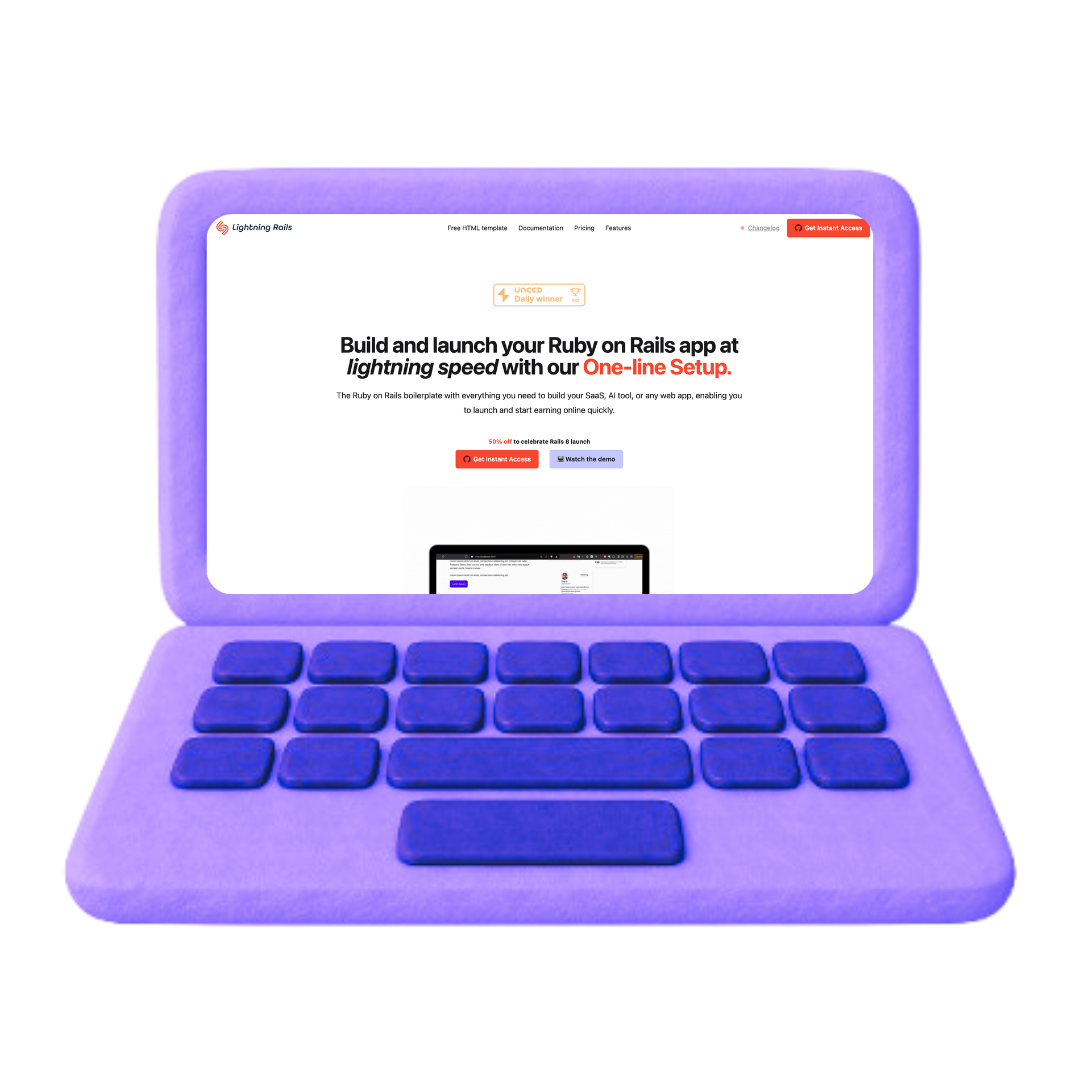 Lightning Rails
Free HTML template Documentation Pricing Features
Changelog
Get Instant Access
UNEED
Daily winner
Build and launch your Ruby on Rails app at
lightning speed with our One-line Setup.
The Ruby on Rails boilerplate with everything you need to build your SaaS, AI tool, or any web app, enabling you
to launch and start earning online quickly.
50% off to celebrate Rails 8 launch
Get Instant Access
Watch the demo